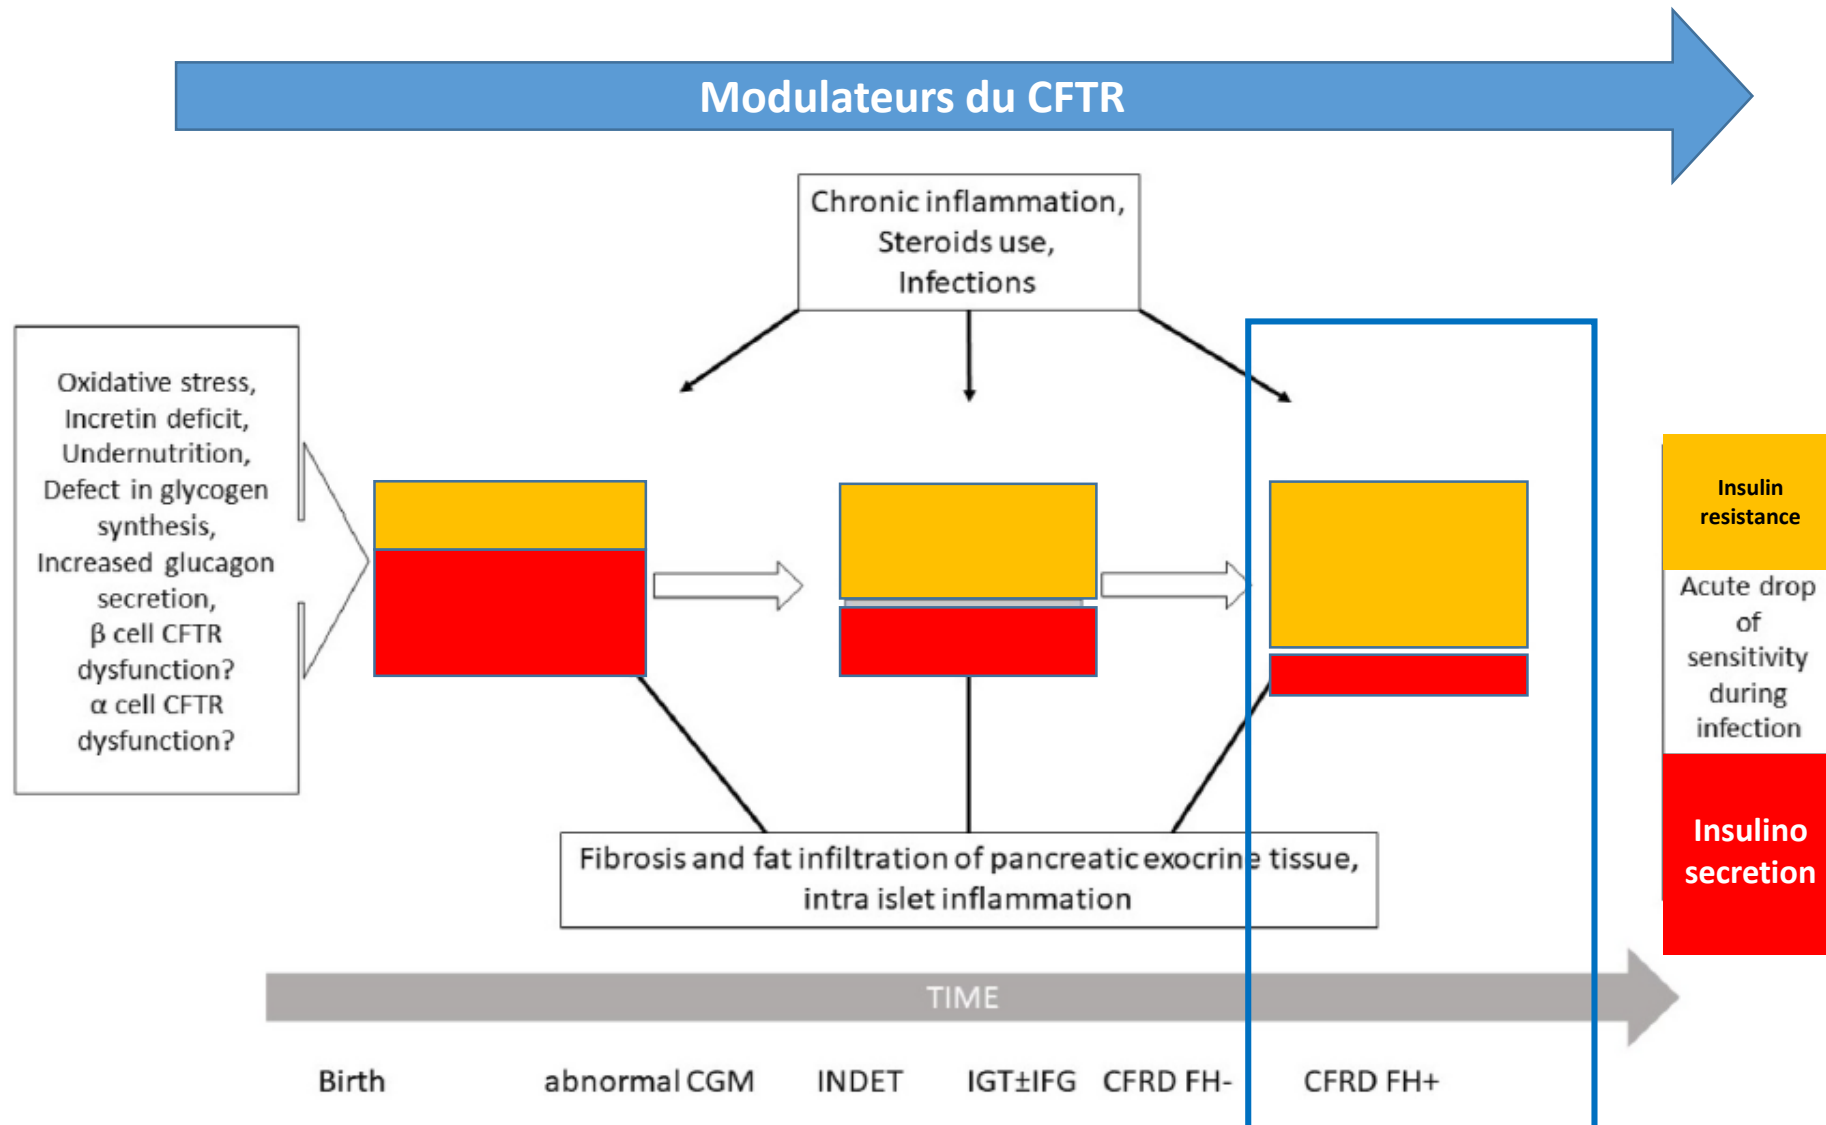 Modulateurs du CFTR
Chronic inflammation,
Steroids use,
Infections
Oxidative stress,
Incretin deficit,
Undernutrition,
Defect in glycogen
synthesis,
Increased glucagon
secretion,
β cell CFTR
dysfunction?
α cell CFTR
dysfunction?
Insulin
resistance
Acute drop
of
sensitivity
during
infection
Insulino
secretion
Fibrosis and fat infiltration of pancreatic exocrine tissue,
intra islet inflammation
TIME
Birth abnormal CGM INDET IGT±IFG CFRD FH- CFRD FH+